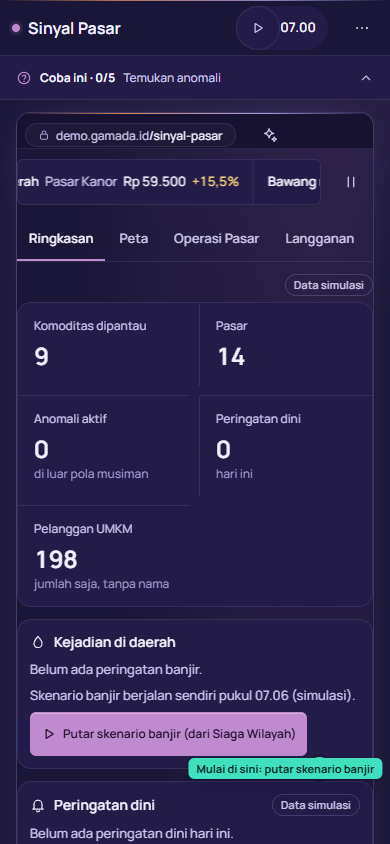 Sinyal Pasar
07.00
Coba ini · 0/5 Temukan anomali
demo.gamada.id/sinyal-pasar
rah Pasar Kanor Rp 59.500 +15,5% Bawang
Ringkasan Peta Operasi Pasar Langganan
Data simulasi
Komoditas dipantau
9
Pasar
14
Anomali aktif
0
di luar pola musiman
Peringatan dini
0
hari ini
Pelanggan UMKM
198
jumlah saja, tanpa nama
Kejadian di daerah
Belum ada peringatan banjir.
Skenario banjir berjalan sendiri pukul 07.06 (simulasi).
Putar skenario banjir (dari Siaga Wilayah)
Mulai di sini: putar skenario banjir
Peringatan dini
Data simulasi
Belum ada peringatan dini hari ini.